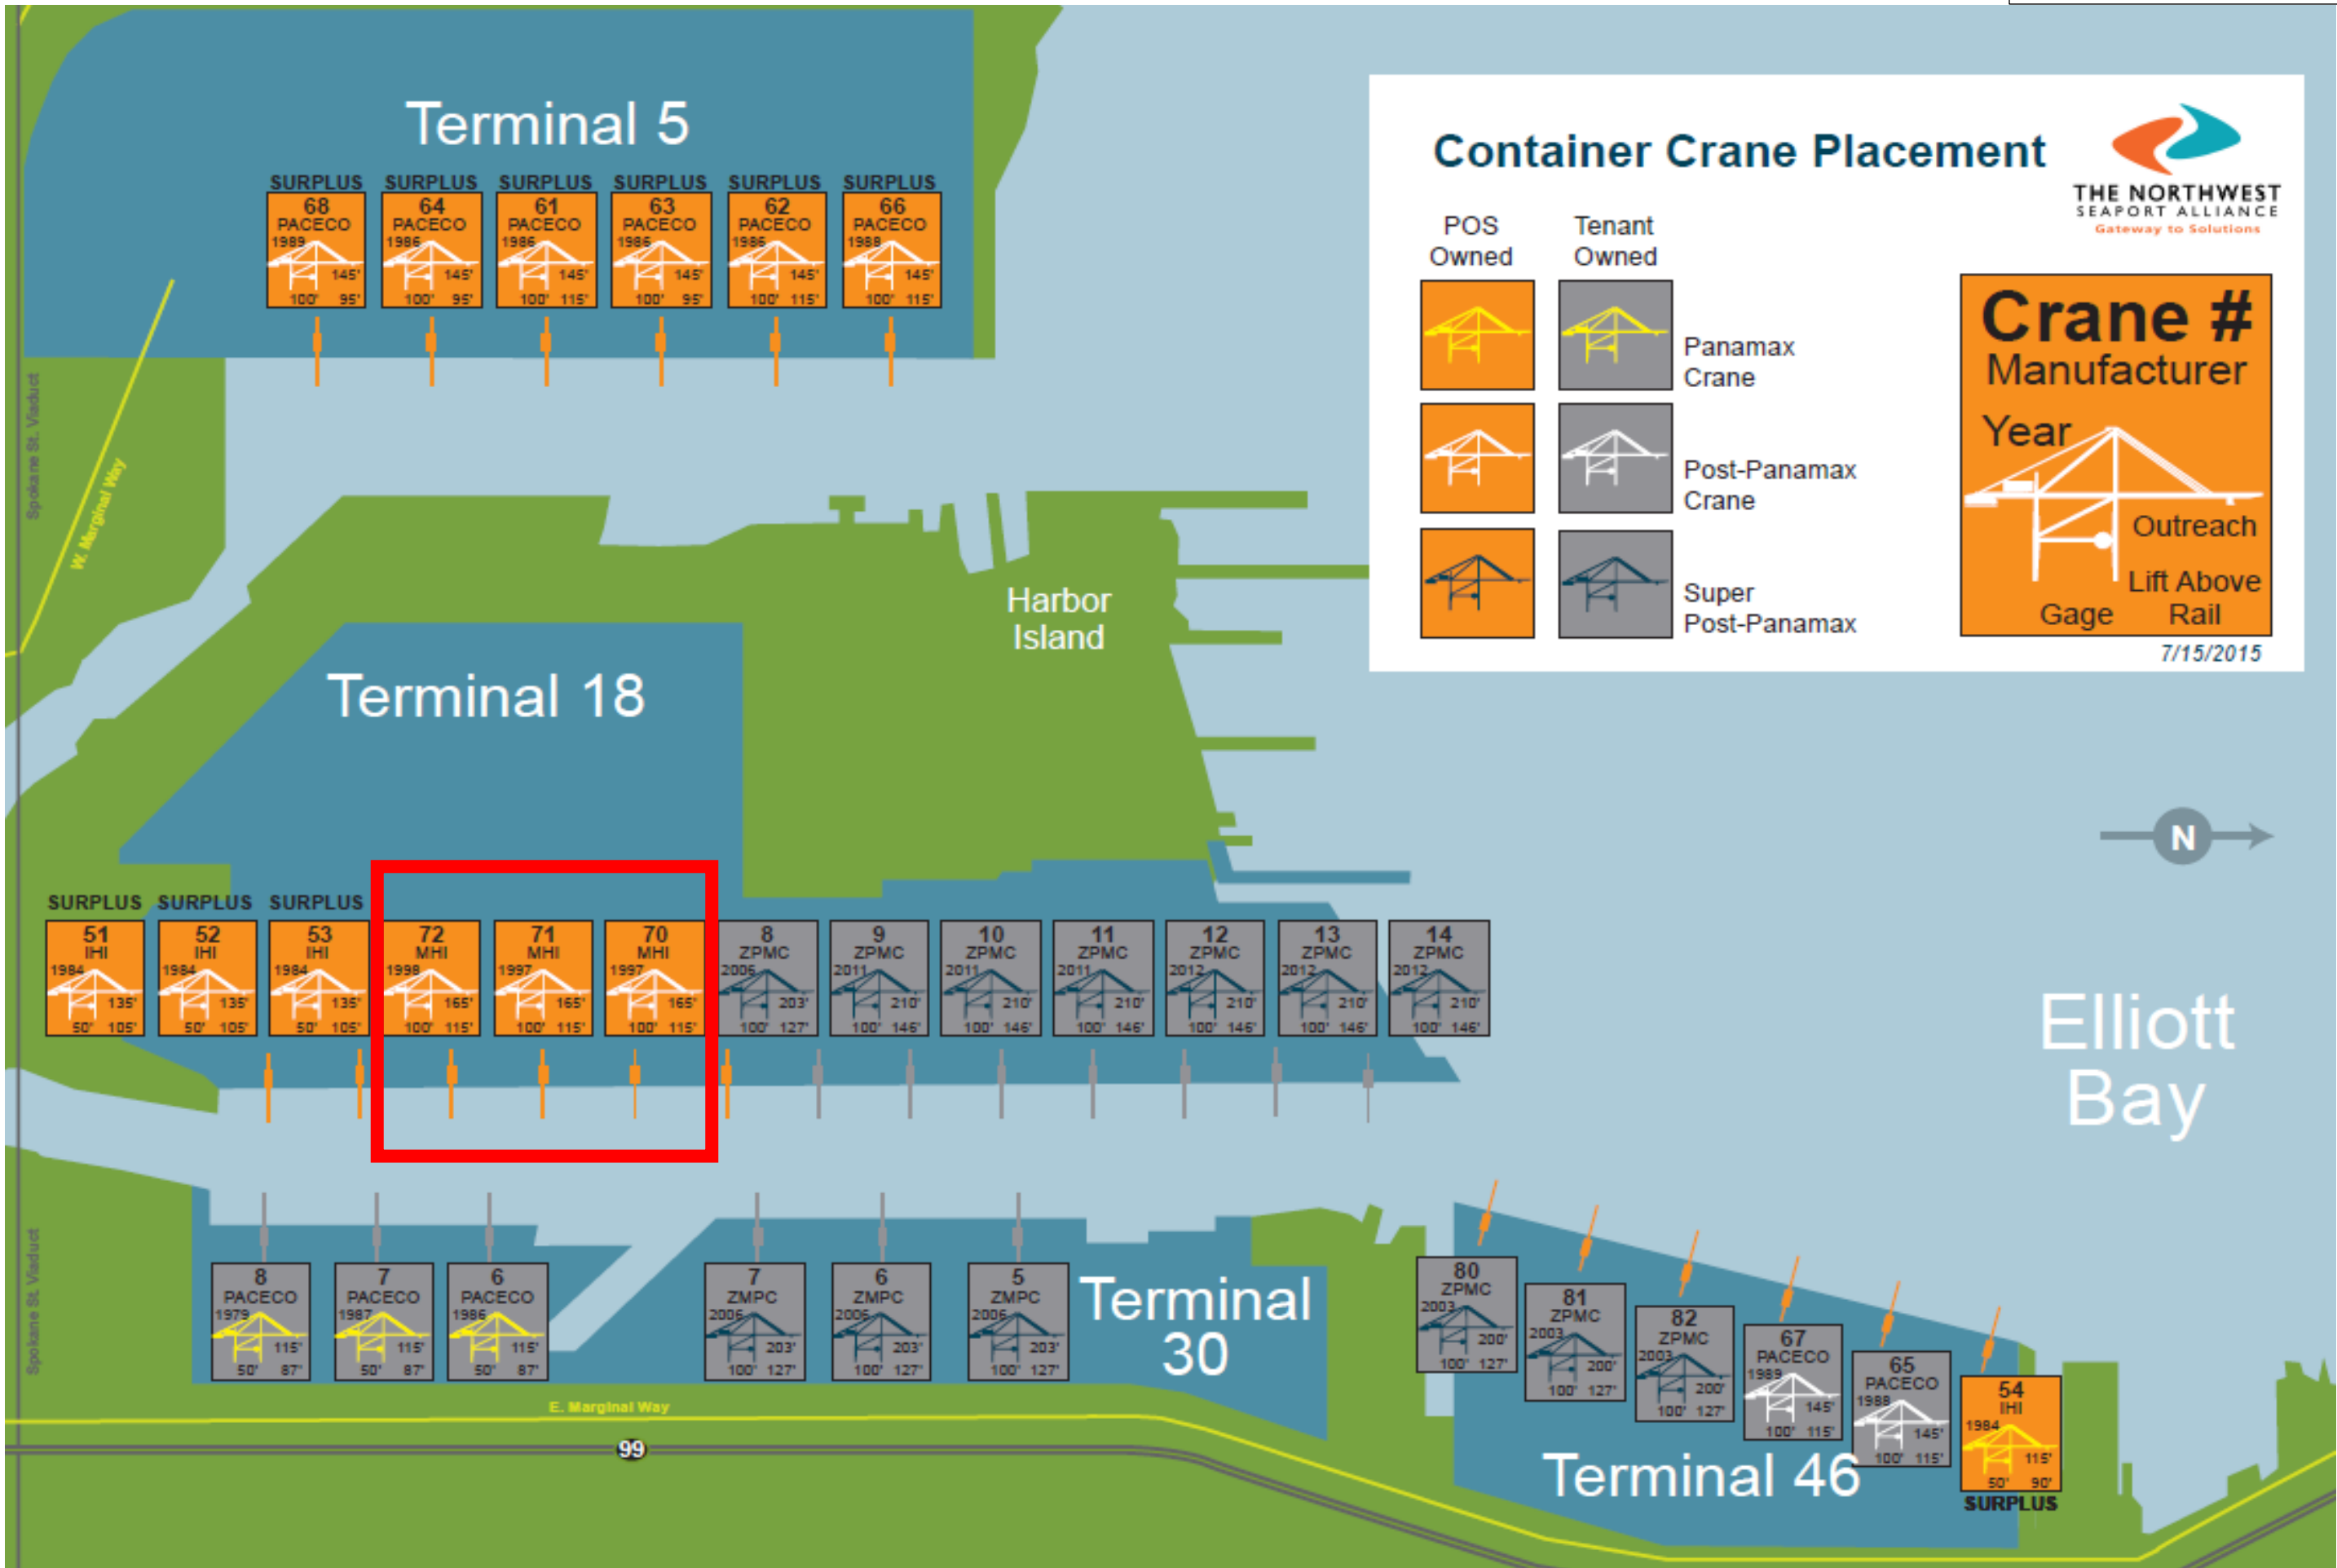 Terminal 5
SURPLUS SURPLUS SURPLUS SURPLUS SURPLUS SURPLUS
68
PACECO
1989
145'
100' 95'
64
PACECO
1986
145'
100' 95'
61
PACECO
1986
145'
100' 115'
63
PACECO
1986
145'
100' 95'
62
PACECO
1986
145'
100' 115'
66
PACECO
1988
145'
100' 115'
Container Crane Placement
THE NORTHWEST
SEAPORT ALLIANCE
Gateway to Solutions
POS
Owned
Tenant
Owned
Panamax
Crane
Post-Panamax
Crane
Super
Post-Panamax
Crane #
Manufacturer
Year
Outreach
Lift Above
Rail
Gage
7/15/2015
Spokane St. Viaduct
W. Marginal Way
Harbor
Island
Terminal 18
N
Elliott
Bay
SURPLUS SURPLUS SURPLUS
51
IHI
1984
135'
50' 105'
52
IHI
1984
135'
50' 105'
53
IHI
1984
135'
50' 105'
72
MHI
1998
165'
100' 115'
71
MHI
1997
165'
100' 115'
70
MHI
1997
165'
100' 115'
8
ZPMC
2006
203'
100' 127'
9
ZPMC
2011
210'
100' 146'
10
ZPMC
2011
210'
100' 146'
11
ZPMC
2011
210'
100' 146'
12
ZPMC
2012
210'
100' 146'
13
ZPMC
2012
210'
100' 146'
14
ZPMC
2012
210'
100' 146'
Spokane St. Viaduct
8
PACECO
1979
115'
50' 87'
7
PACECO
1987
115'
50' 87'
6
PACECO
1986
115'
50' 87'
7
ZMPC
2006
203'
100' 127'
6
ZMPC
2006
203'
100' 127'
5
ZMPC
2006
203'
100' 127'
Terminal
30
80
ZPMC
2003
200'
100' 127'
81
ZPMC
2003
200'
100' 127'
82
ZPMC
2003
200'
100' 127'
67
PACECO
1989
145'
100' 115'
65
PACECO
1988
145'
100' 115'
54
IHI
1984
115'
50' 90'
SURPLUS
Terminal 46
E. Marginal Way
99